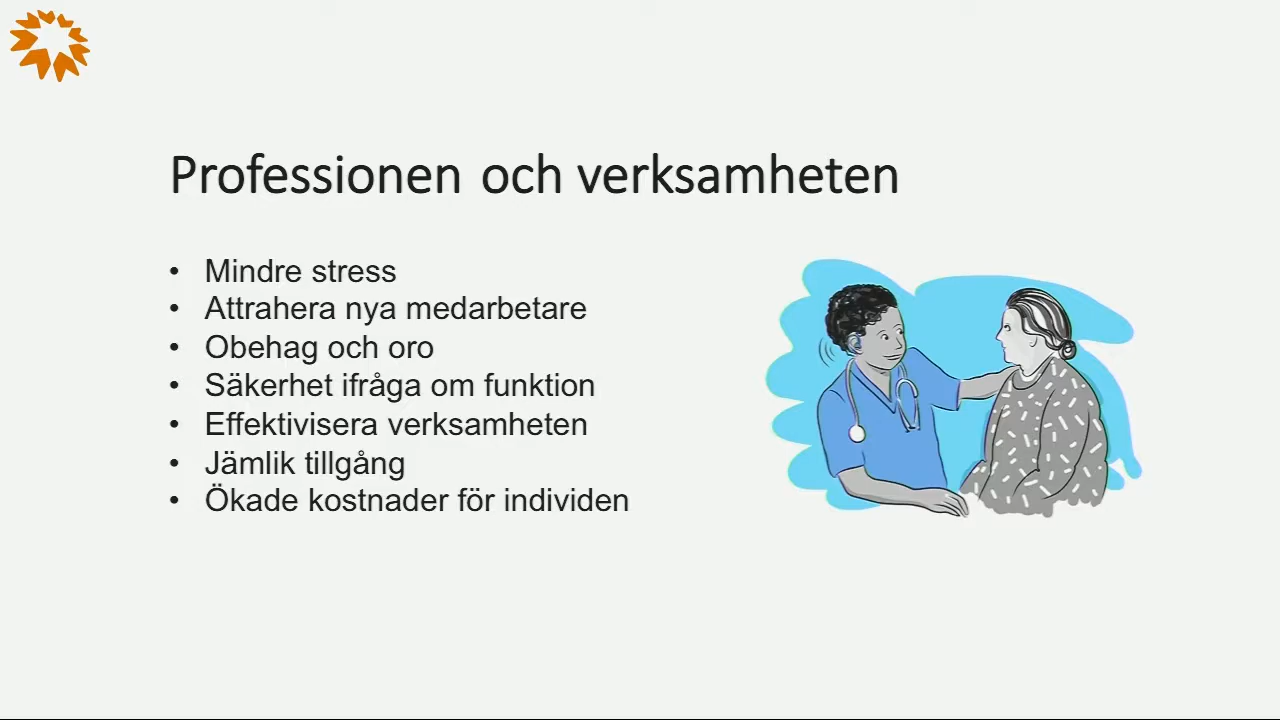 Professionen och verksamheten
• Mindre stress
• Attrahera nya medarbetare
• Obehag och oro
• Säkerhet ifråga om funktion
• Effektivisera verksamheten
• Jämlik tillgång
• Ökade kostnader för individen